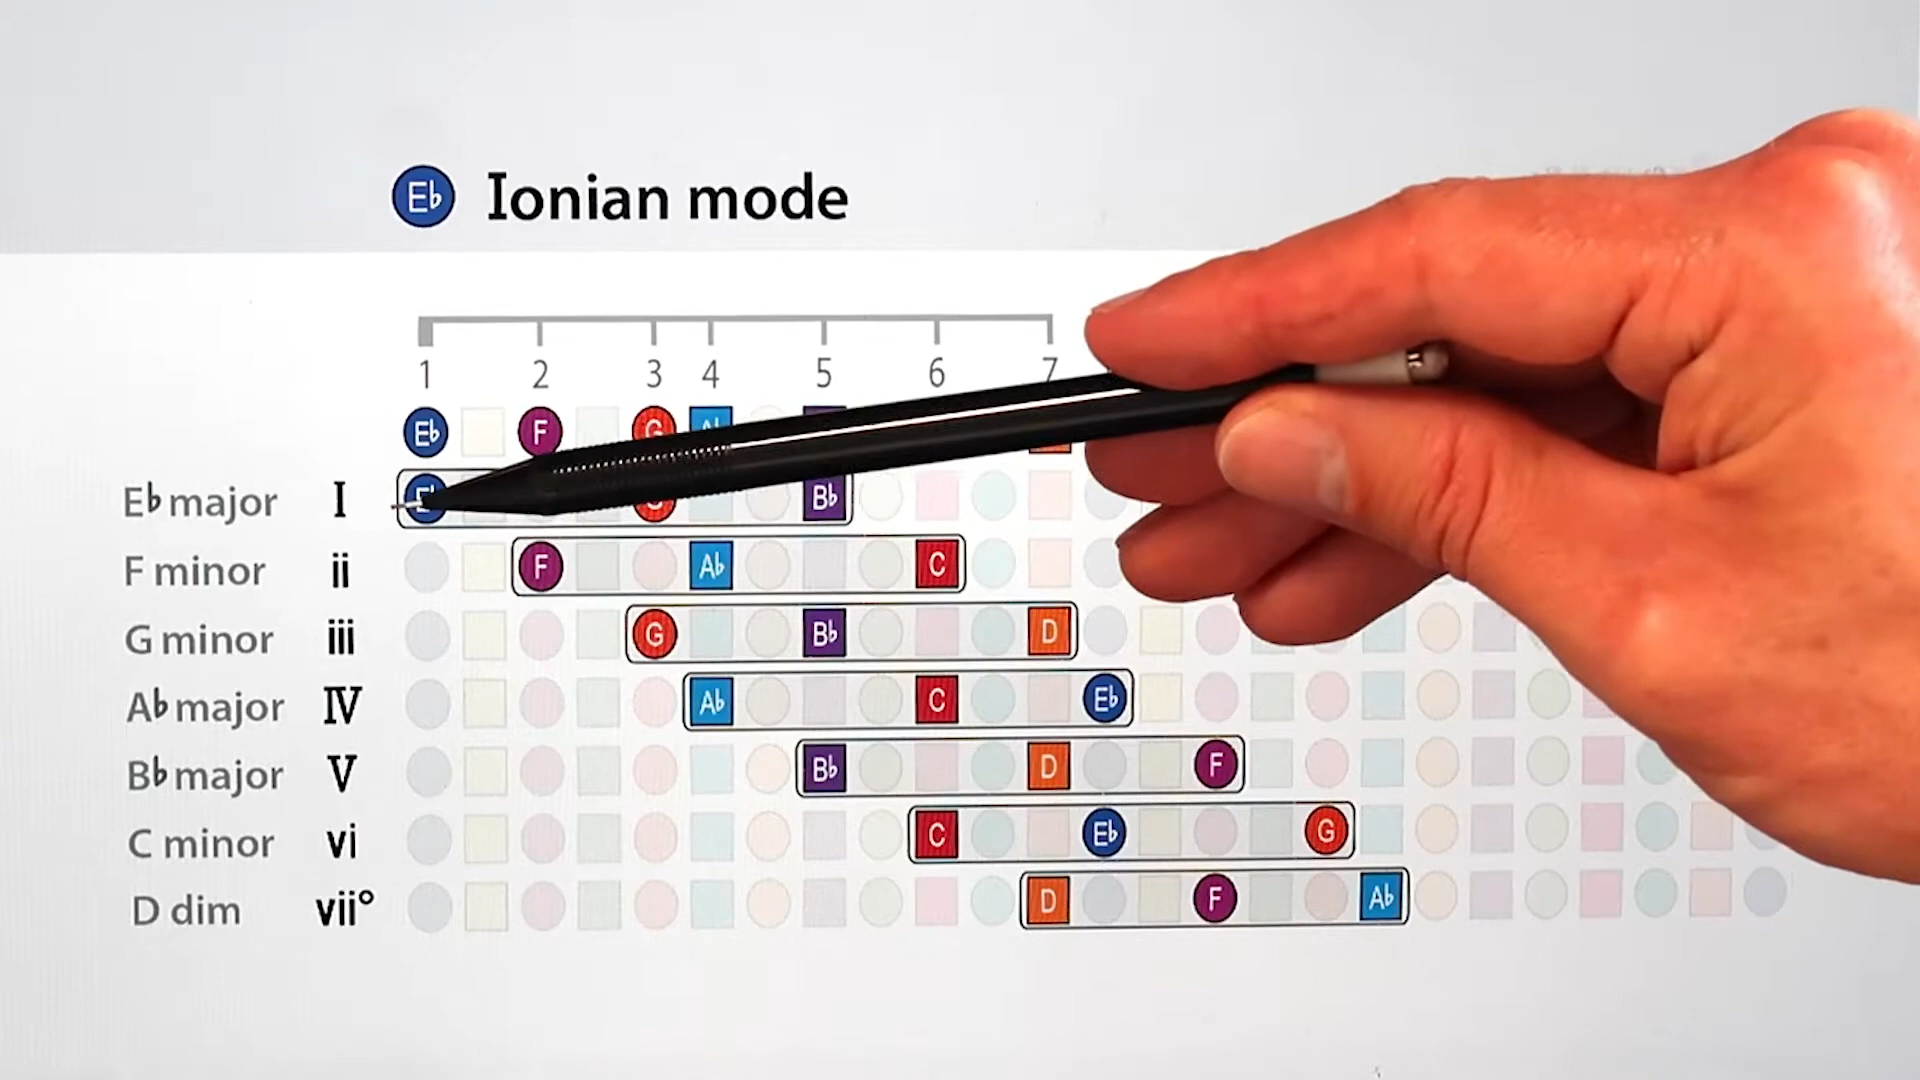 E♭ Ionian mode
1 2 3 4 5 6 7
E♭ F G A♭
E♭ major I E♭ G B♭
F minor ii F A♭ C
G minor iii G B♭ D
A♭ major IV A♭ C E♭
B♭ major V B♭ D F
C minor vi C E♭ G
D dim vii° D F A♭